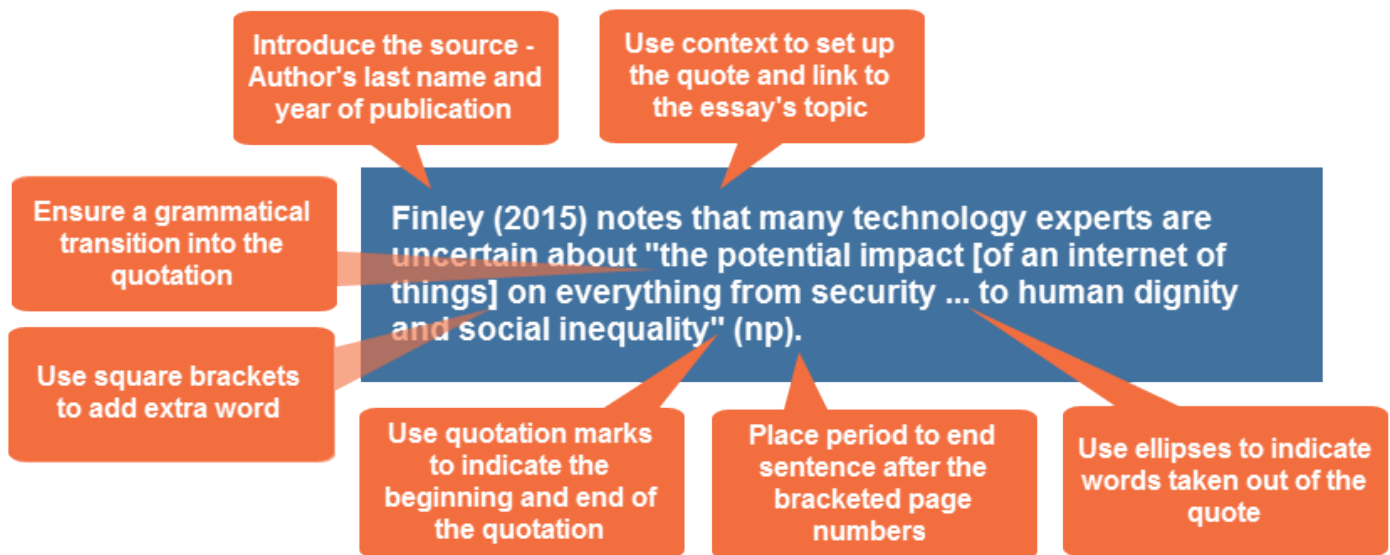 Introduce the source -
Author's last name and
year of publication
Use context to set up
the quote and link to
the essay's topic
Ensure a grammatical
transition into the
quotation
Finley (2015) notes that many technology experts are
uncertain about "the potential impact [of an internet of
things] on everything from security ... to human dignity
and social inequality" (np).
Use square brackets
to add extra word
Use quotation marks
to indicate the
beginning and end of
the quotation
Place period to end
sentence after the
bracketed page
numbers
Use ellipses to indicate
words taken out of the
quote